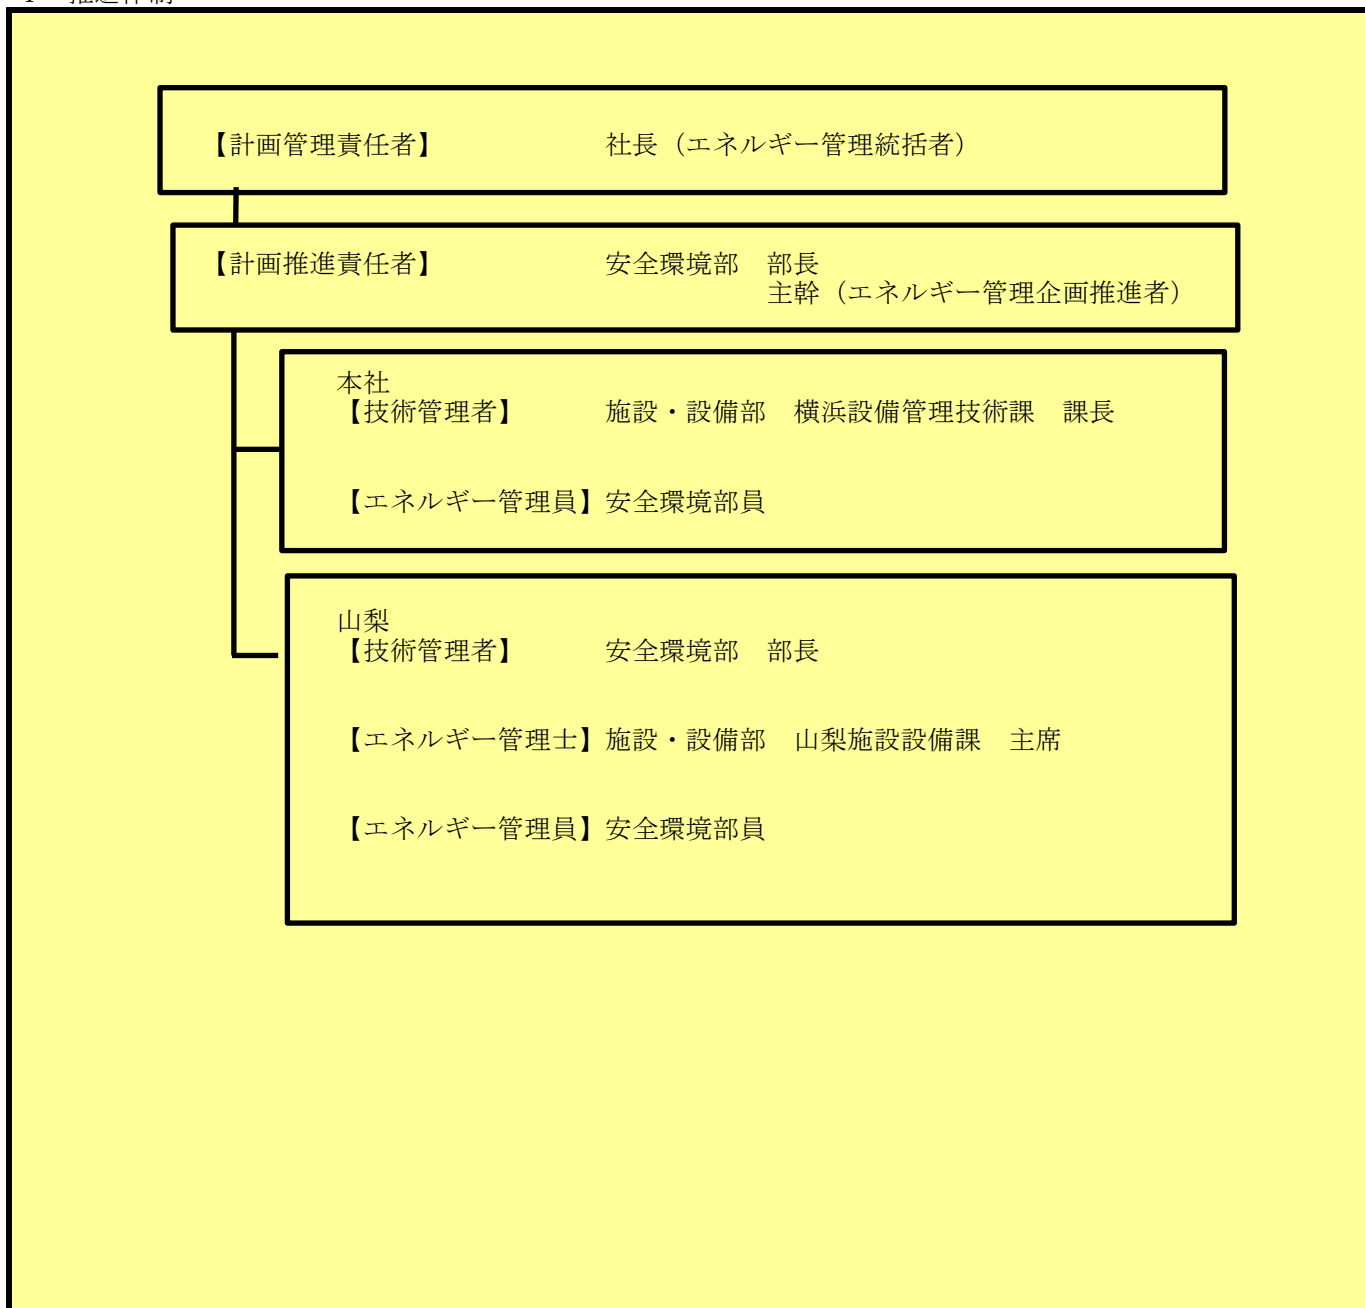 【計画管理責任者】 社長（エネルギー管理統括者）
【計画推進責任者】 安全環境部 部長
主幹（エネルギー管理企画推進者）
本社
【技術管理者】 施設・設備部 横浜設備管理技術課 課長
【エネルギー管理員】安全環境部員
山梨
【技術管理者】 安全環境部 部長
【エネルギー管理士】施設・設備部 山梨施設設備課 主席
【エネルギー管理員】安全環境部員